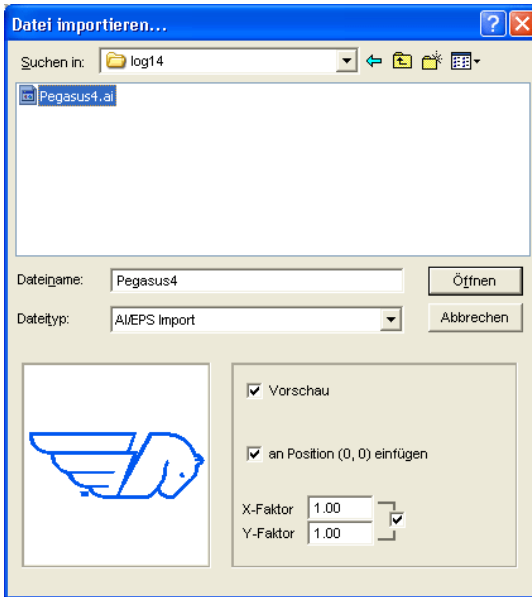 Datei importieren...
Suchen in: log14
Pegasus4.ai
Dateiname: Pegasus4 Öffnen
Dateityp: AI/EPS Import Abbrechen
Vorschau
an Position (0, 0) einfügen
X-Faktor 1.00
Y-Faktor 1.00